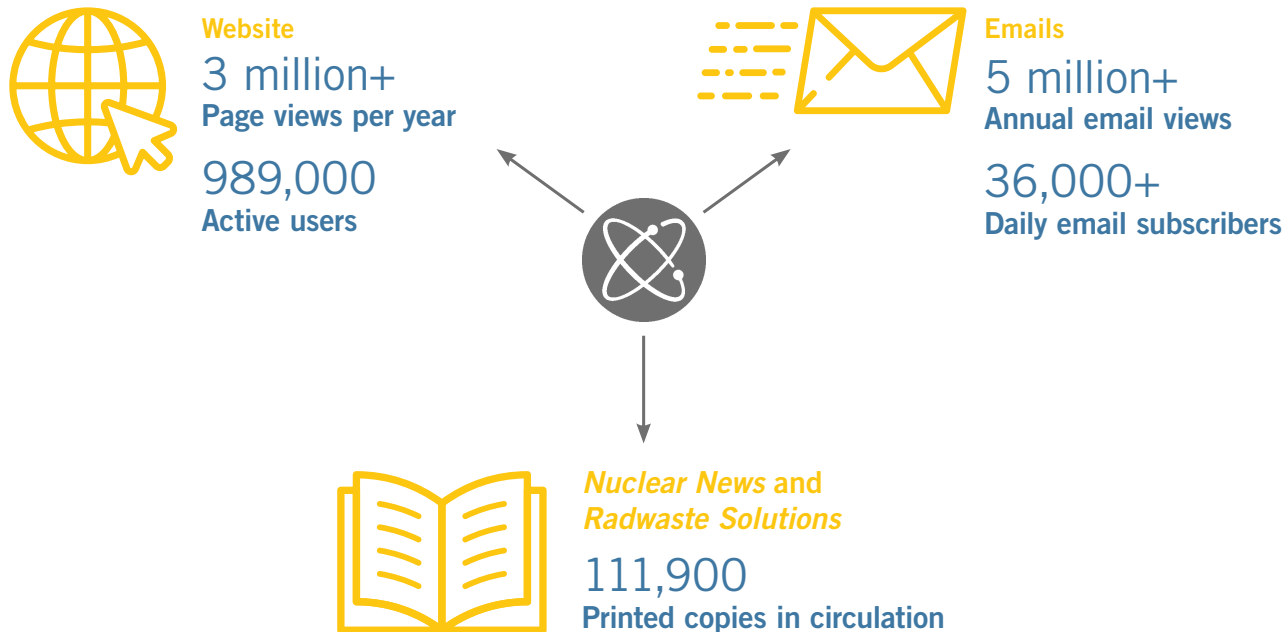 Website
3 million+
Page views per year
989,000
Active users
Emails
5 million+
Annual email views
36,000+
Daily email subscribers
Nuclear News and
Radwaste Solutions
111,900
Printed copies in circulation